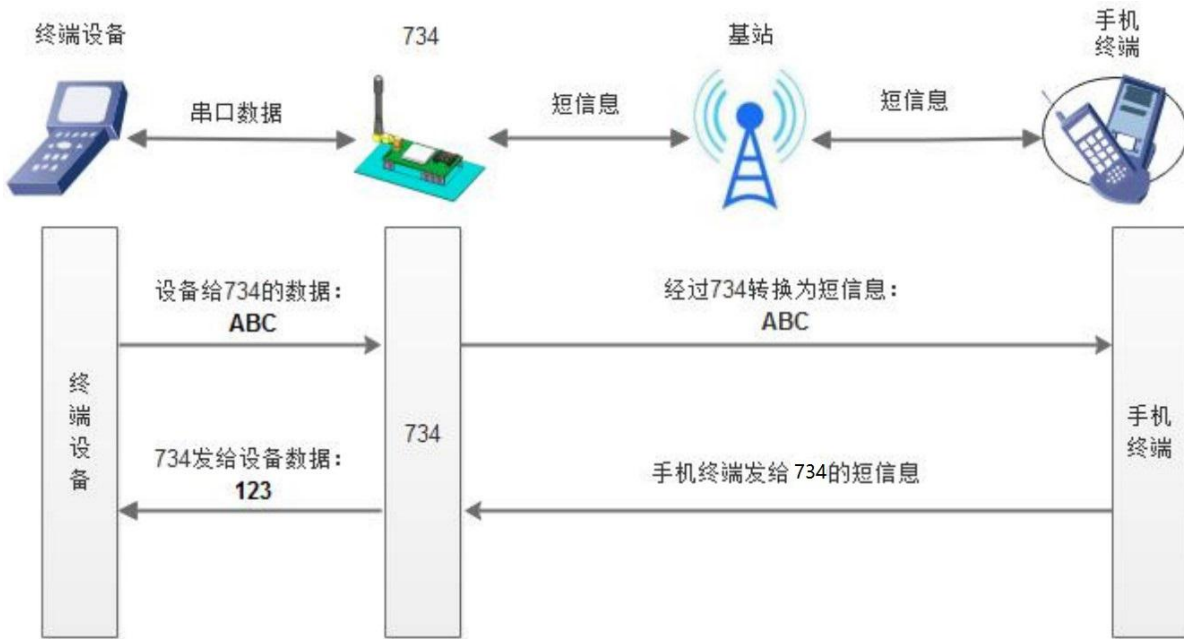 终端设备
734
基站
手机
终端
串口数据
短信息
短信息
设备给734的数据：
ABC
经过734转换为短信息：
ABC
终
端
设
备
734
手机
终端
734发给设备数据：
123
手机终端发给 734的短信息